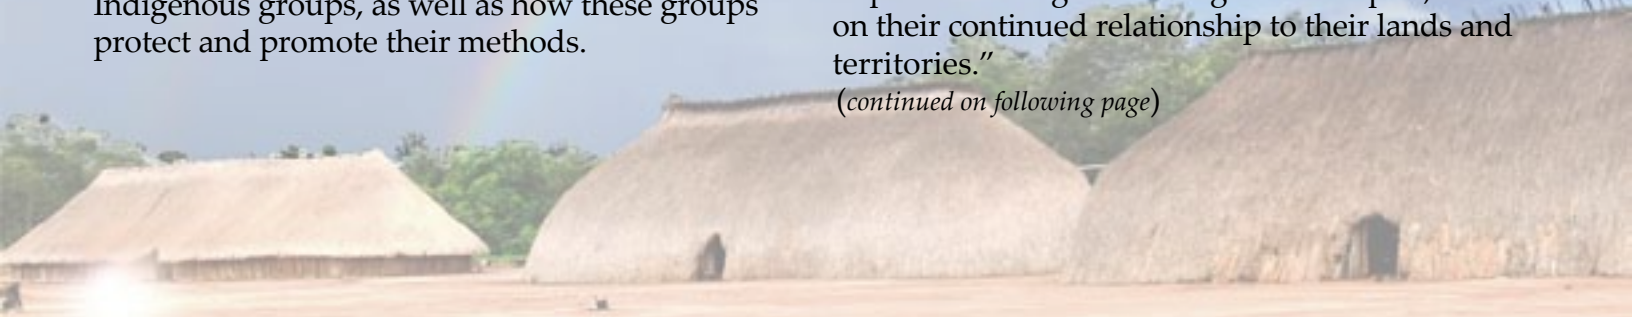 Indigenous groups, as well as how these groups
protect and promote their methods.
on their continued relationship to their lands and
territories.”
(continued on following page)